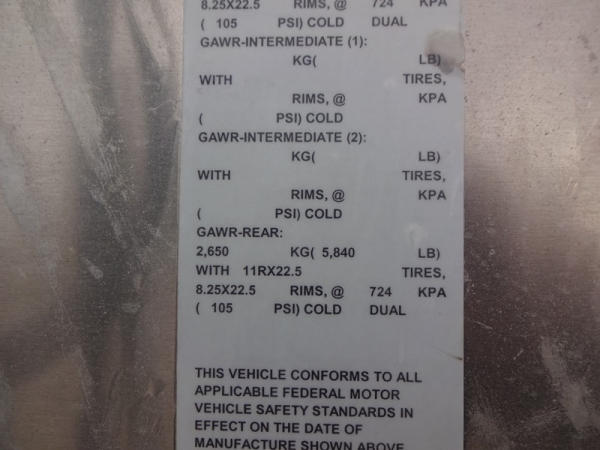 8.25X22.5 RIMS, @ 724 KPA
( 105 PSI) COLD DUAL
GAWR-INTERMEDIATE (1):
KG( LB)
WITH TIRES,
RIMS, @ KPA
( PSI) COLD
GAWR-INTERMEDIATE (2):
KG( LB)
WITH TIRES,
RIMS, @ KPA
( PSI) COLD
GAWR-REAR:
2,650 KG( 5,840 LB)
WITH 11RX22.5 TIRES,
8.25X22.5 RIMS, @ 724 KPA
( 105 PSI) COLD DUAL
THIS VEHICLE CONFORMS TO ALL
APPLICABLE FEDERAL MOTOR
VEHICLE SAFETY STANDARDS IN
EFFECT ON THE DATE OF
MANUFACTURE SHOWN ABOVE